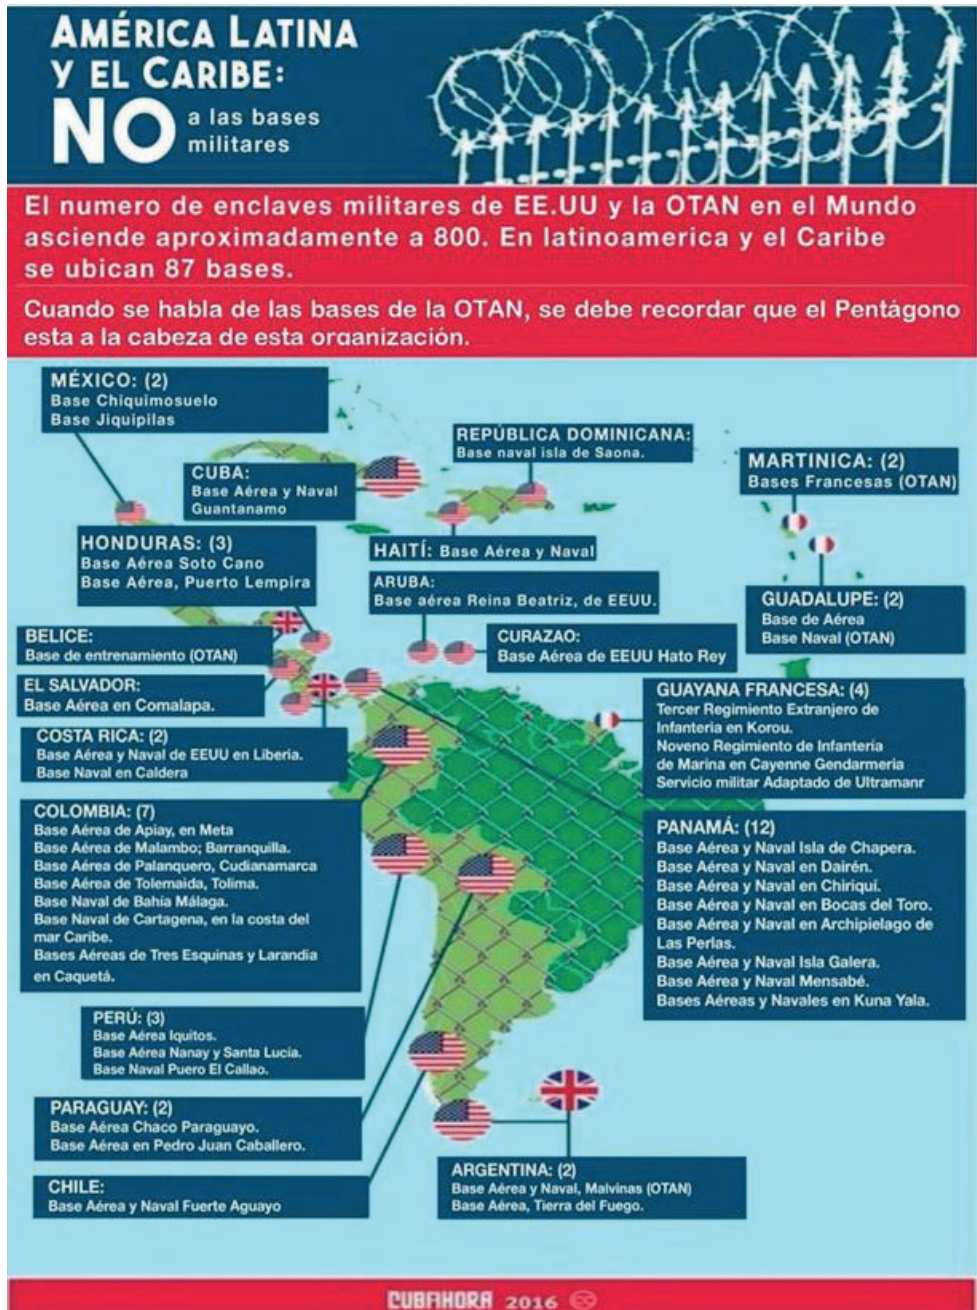 AMÉRICA LATINA
Y EL CARIBE:
NO a las bases
militares
El numero de enclaves militares de EE.UU y la OTAN en el Mundo
asciende aproximadamente a 800. En latinoamerica y el Caribe
se ubican 87 bases.
Cuando se habla de las bases de la OTAN, se debe recordar que el Pentágono
esta a la cabeza de esta organización.
MÉXICO: (2)
Base Chiquimosuelo
Base Jiquipilas
REPÚBLICA DOMINICANA:
Base naval isla de Saona.
MARTINICA: (2)
Bases Francesas (OTAN)
CUBA:
Base Aérea y Naval
Guantanamo
HONDURAS: (3)
Base Aérea Soto Cano
Base Aérea, Puerto Lempira
HAITÍ: Base Aérea y Naval
ARUBA:
Base aérea Reina Beatriz, de EEUU.
GUADALUPE: (2)
Base de Aérea
Base Naval (OTAN)
BELICE:
Base de entrenamiento (OTAN)
CURAZAO:
Base Aérea de EEUU Hato Rey
EL SALVADOR:
Base Aérea en Comalapa.
GUAYANA FRANCESA: (4)
Tercer Regimiento Extranjero de
Infanteria en Korou.
Noveno Regimiento de Infantería
de Marina en Cayenne Gendarmeria
Servicio militar Adaptado de Ultramanr
COSTA RICA: (2)
Base Aérea y Naval de EEUU en Liberia.
Base Naval en Caldera
COLOMBIA: (7)
Base Aérea de Apiay, en Meta
Base Aérea de Malambo; Barranquilla.
Base Aérea de Palanquero, Cudianamarca
Base Aérea de Tolemaida, Tolima.
Base Naval de Bahía Málaga.
Base Naval de Cartagena, en la costa del
mar Caribe.
Bases Aéreas de Tres Esquinas y Larandia
en Caquetá.
PANAMÁ: (12)
Base Aérea y Naval Isla de Chapera.
Base Aérea y Naval en Dairén.
Base Aérea y Naval en Chiriquí.
Base Aérea y Naval en Bocas del Toro.
Base Aérea y Naval en Archipielago de
Las Perlas.
Base Aérea y Naval Isla Galera.
Base Aérea y Naval Mensabé.
Bases Aéreas y Navales en Kuna Yala.
PERÚ: (3)
Base Aérea Iquitos.
Base Aérea Nanay y Santa Lucía.
Base Naval Puero El Callao.
PARAGUAY: (2)
Base Aérea Chaco Paraguayo.
Base Aérea en Pedro Juan Caballero.
CHILE:
Base Aérea y Naval Fuerte Aguayo
ARGENTINA: (2)
Base Aérea y Naval, Malvinas (OTAN)
Base Aérea, Tierra del Fuego.
CUBAHORA 2016